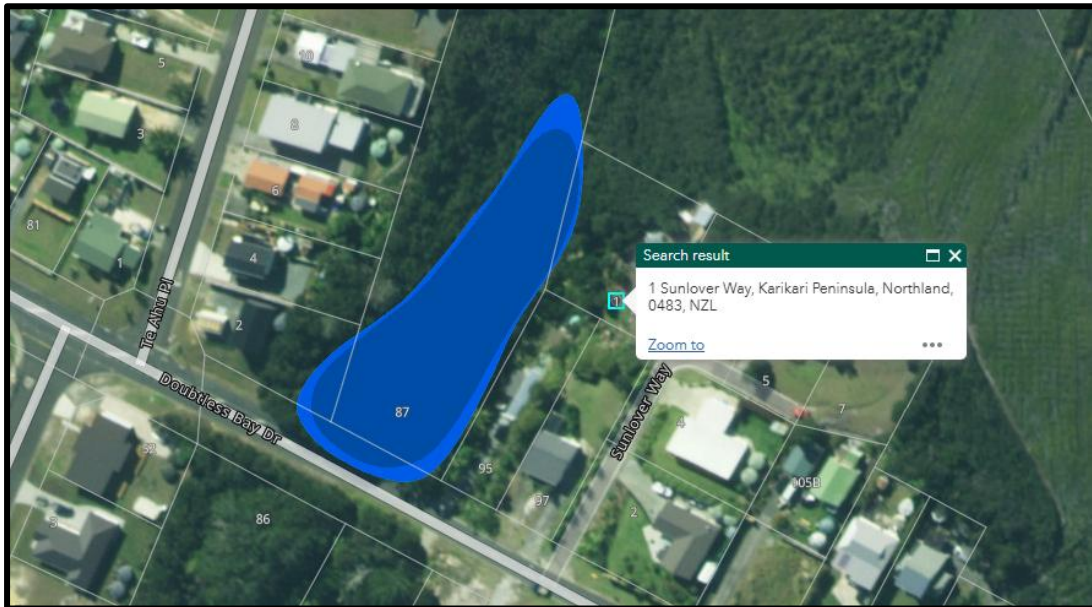 5
10
3
8
81
6
1
4
Search result
1
1 Sunlover Way, Karikari Peninsula, Northland,
0483, NZL
Zoom to
Te Ahu Pl
2
Doubtless Bay Dr
87
Sunlover Way
5
7
4
95
105B
97
3
86
2